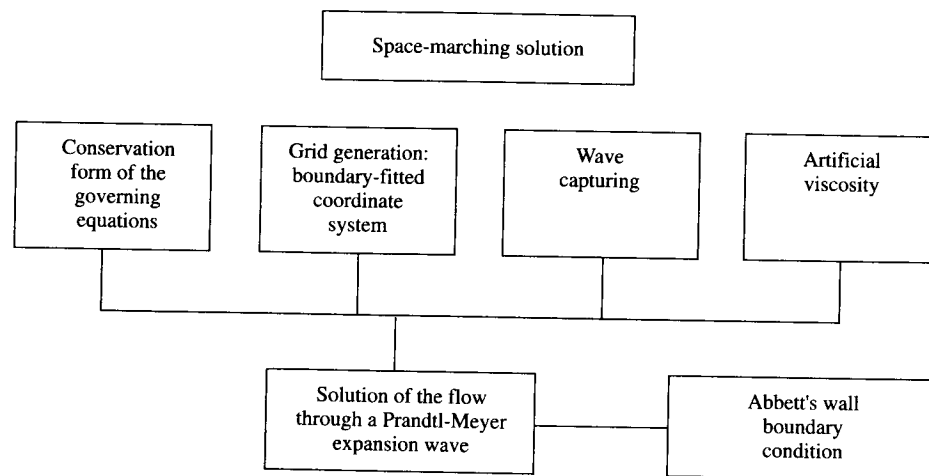 Space-marching solution
Conservation
form of the
governing
equations
Grid generation:
boundary-fitted
coordinate
system
Wave
capturing
Artificial
viscosity
Solution of the flow
through a Prandtl-Meyer
expansion wave
Abbett's wall
boundary
condition